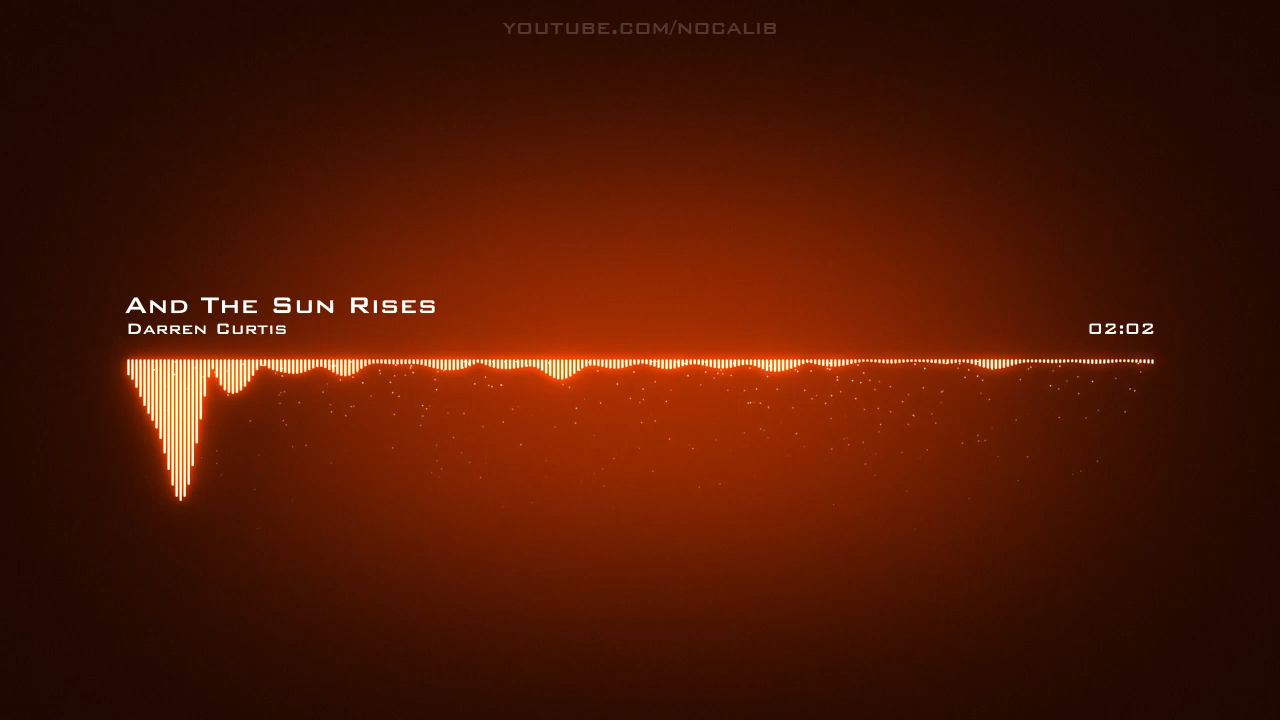 YOUTUBE.COM/NOCALIB
And The Sun Rises
Darren Curtis
02:02